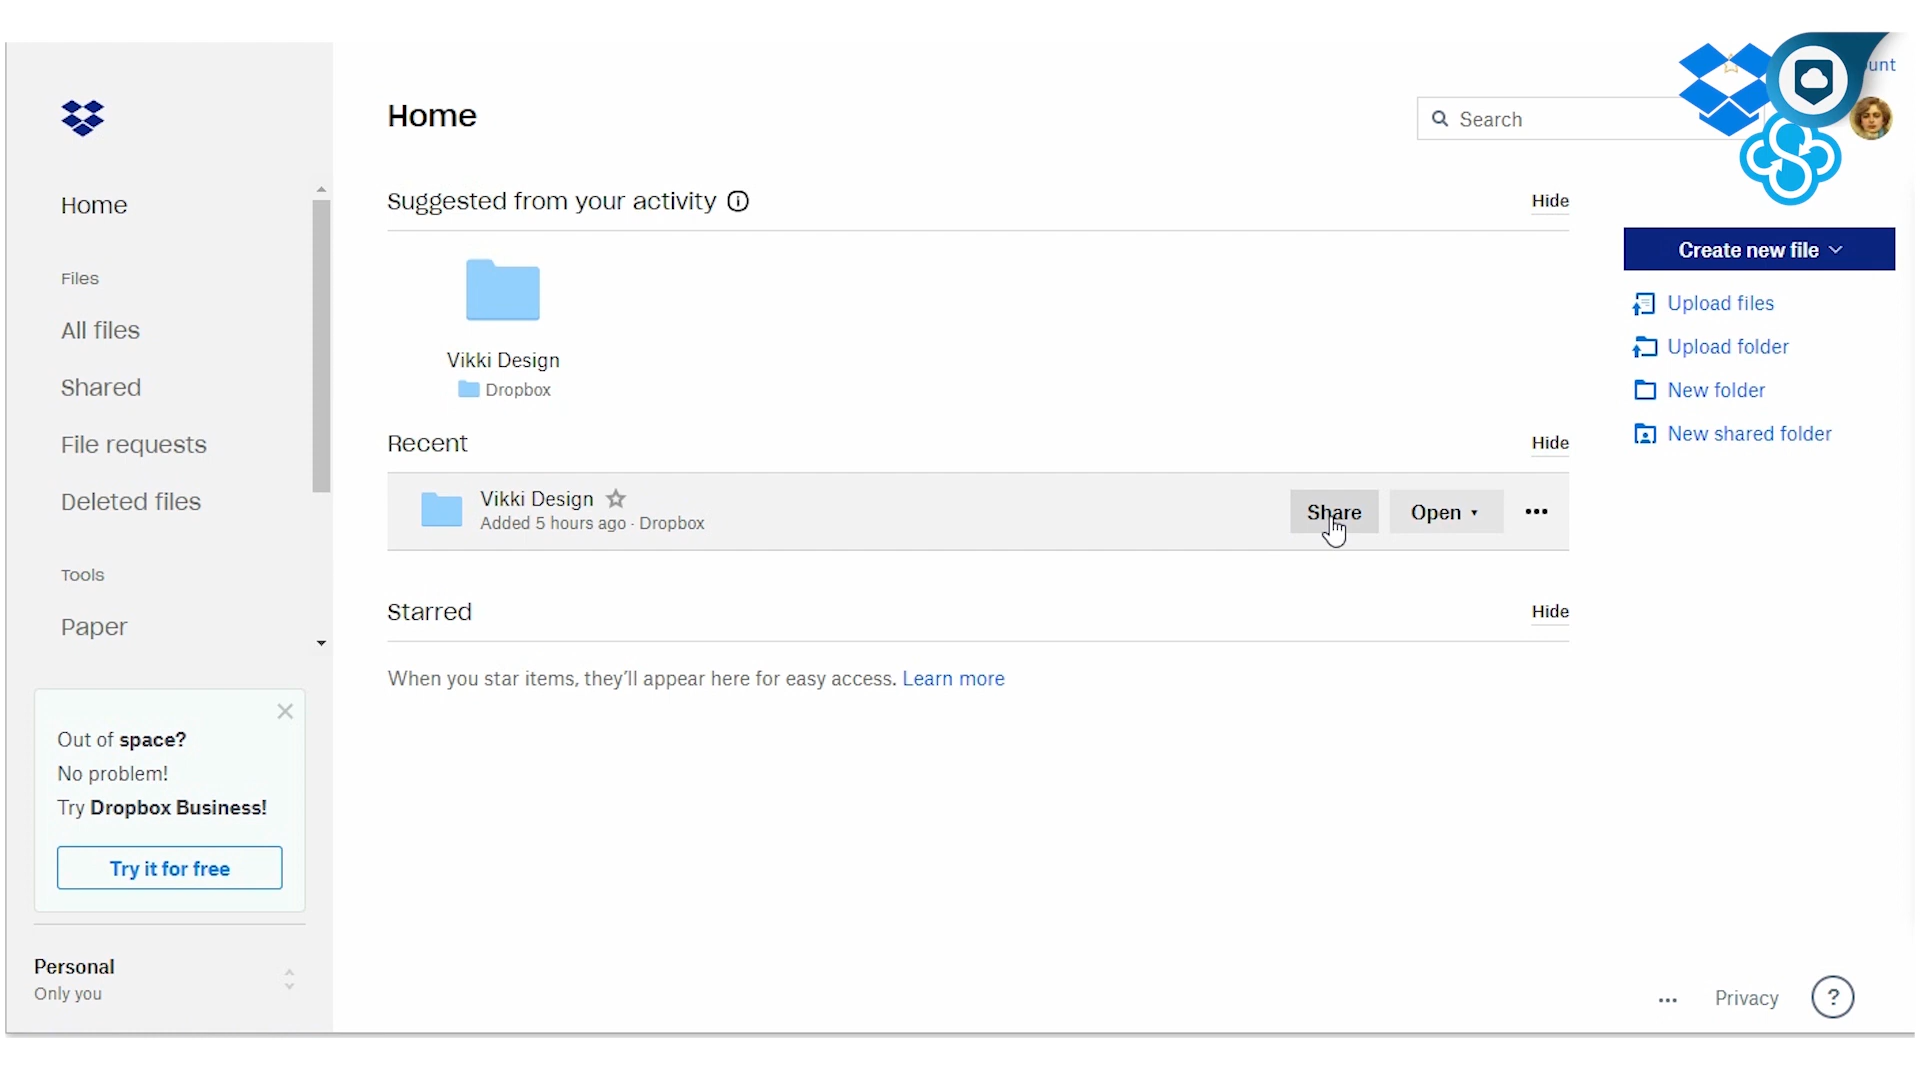 Home
Search
unt
Home
Files
All files
Shared
File requests
Deleted files
Tools
Paper
Out of space?
No problem!
Try Dropbox Business!
Try it for free
Personal
Only you
Suggested from your activity
Hide
Vikki Design
Dropbox
Recent
Hide
Vikki Design
Added 5 hours ago · Dropbox
Share
Open
Starred
Hide
When you star items, they'll appear here for easy access. Learn more
Create new file
Upload files
Upload folder
New folder
New shared folder
... Privacy ?